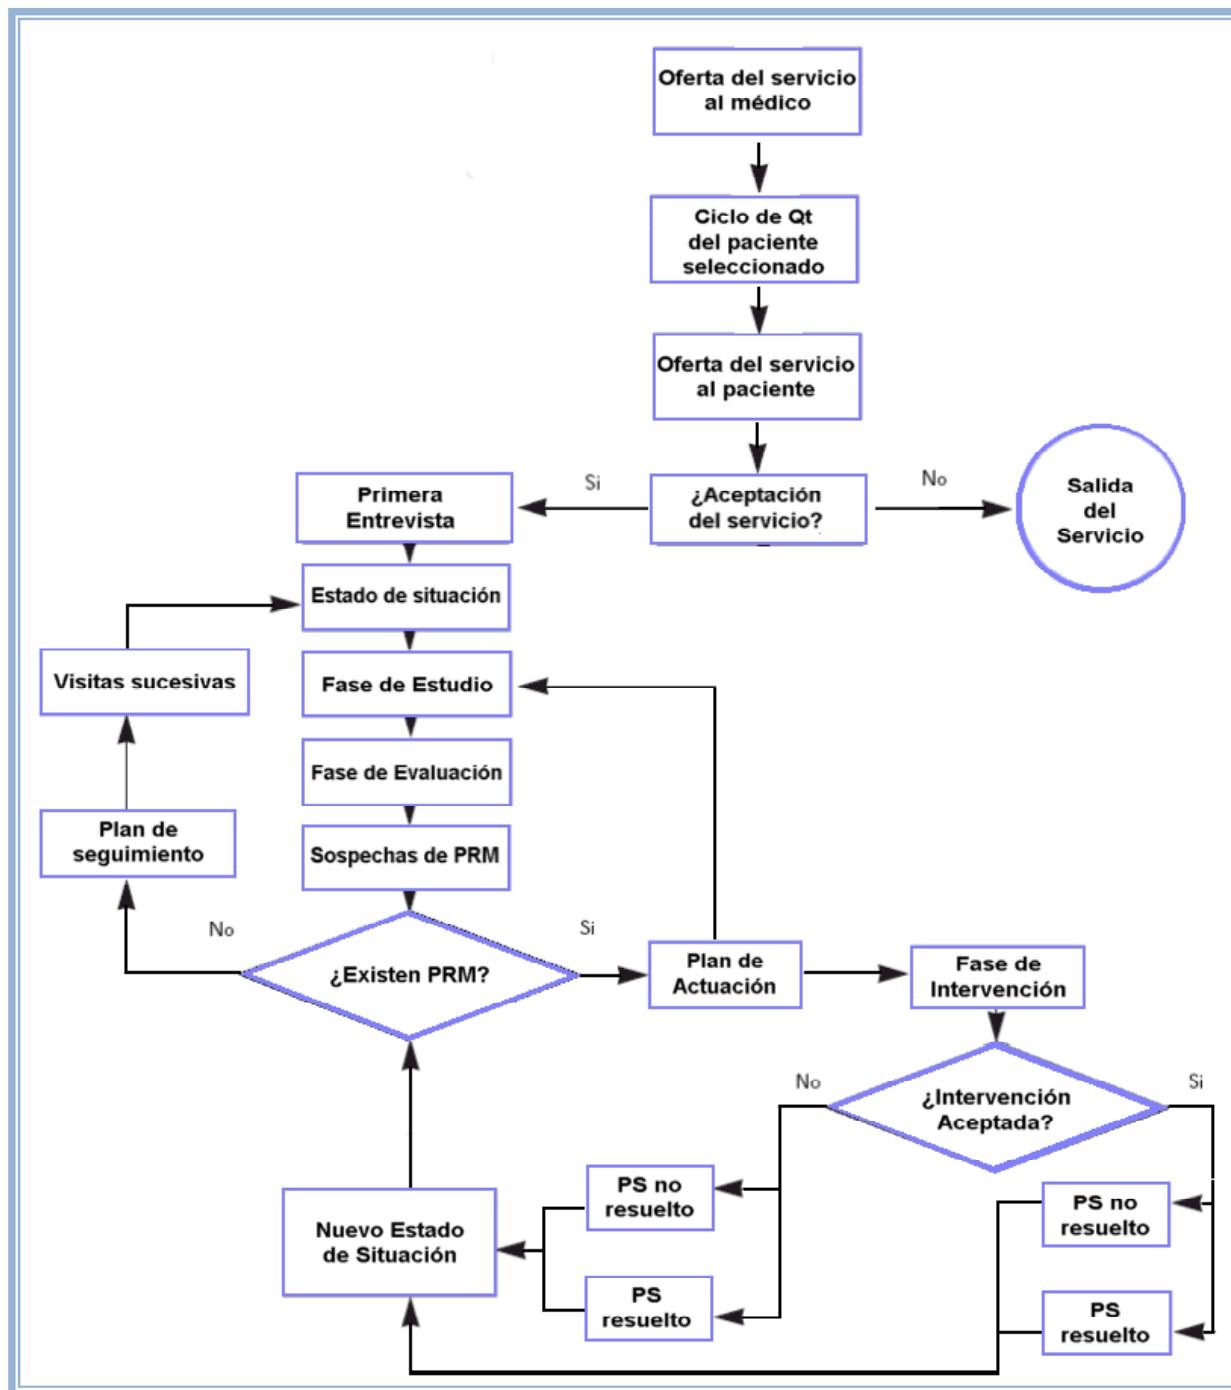 Oferta del servicio
al médico
Ciclo de Qt
del paciente
seleccionado
Oferta del servicio
al paciente
¿Aceptación
del servicio?
Si
No
Salida
del
Servicio
Primera
Entrevista
Estado de situación
Visitas sucesivas
Fase de Estudio
Fase de Evaluación
Plan de
seguimiento
Sospechas de PRM
No
Si
¿Existen PRM?
Plan de
Actuación
Fase de
Intervención
No
Si
¿Intervención
Aceptada?
PS no
resuelto
PS no
resuelto
Nuevo Estado
de Situación
PS
resuelto
PS
resuelto